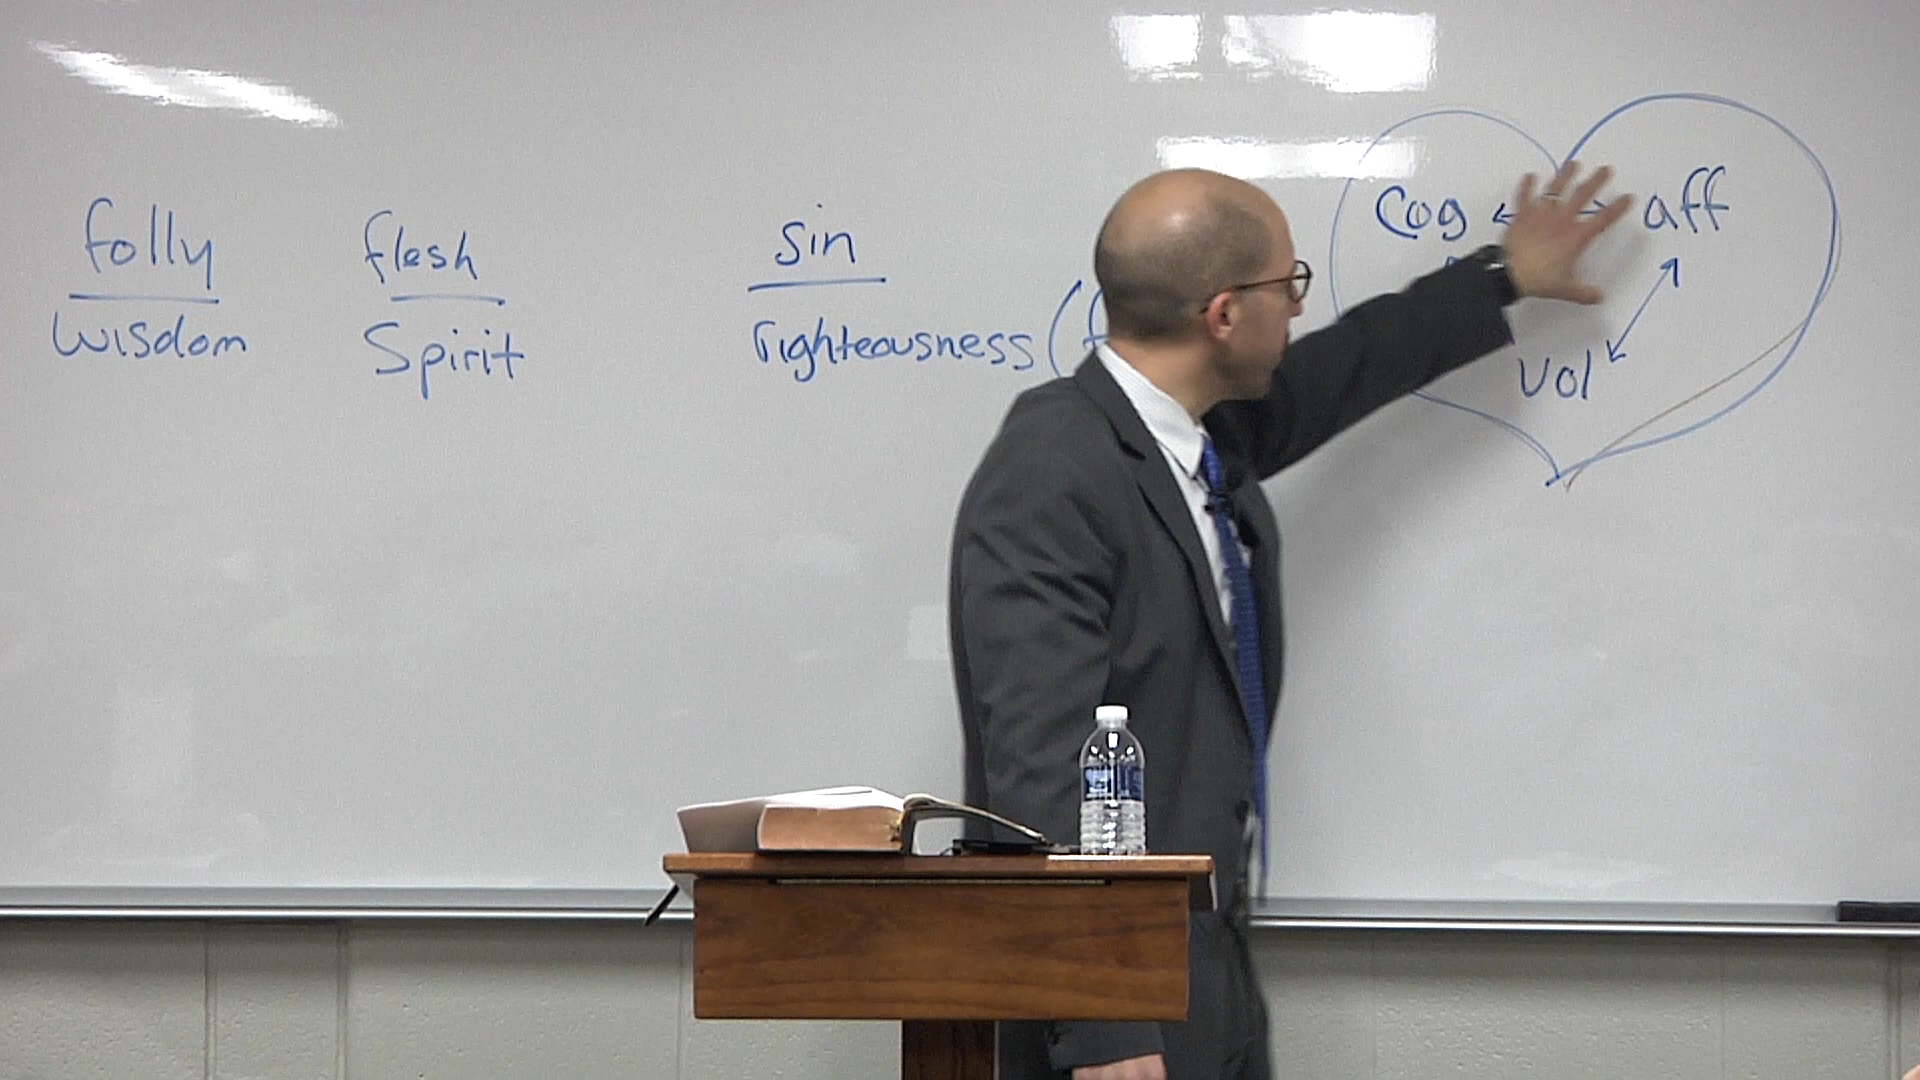 folly
wisdom
flesh
Spirit
sin
righteousness (f
Cog
aff
vol